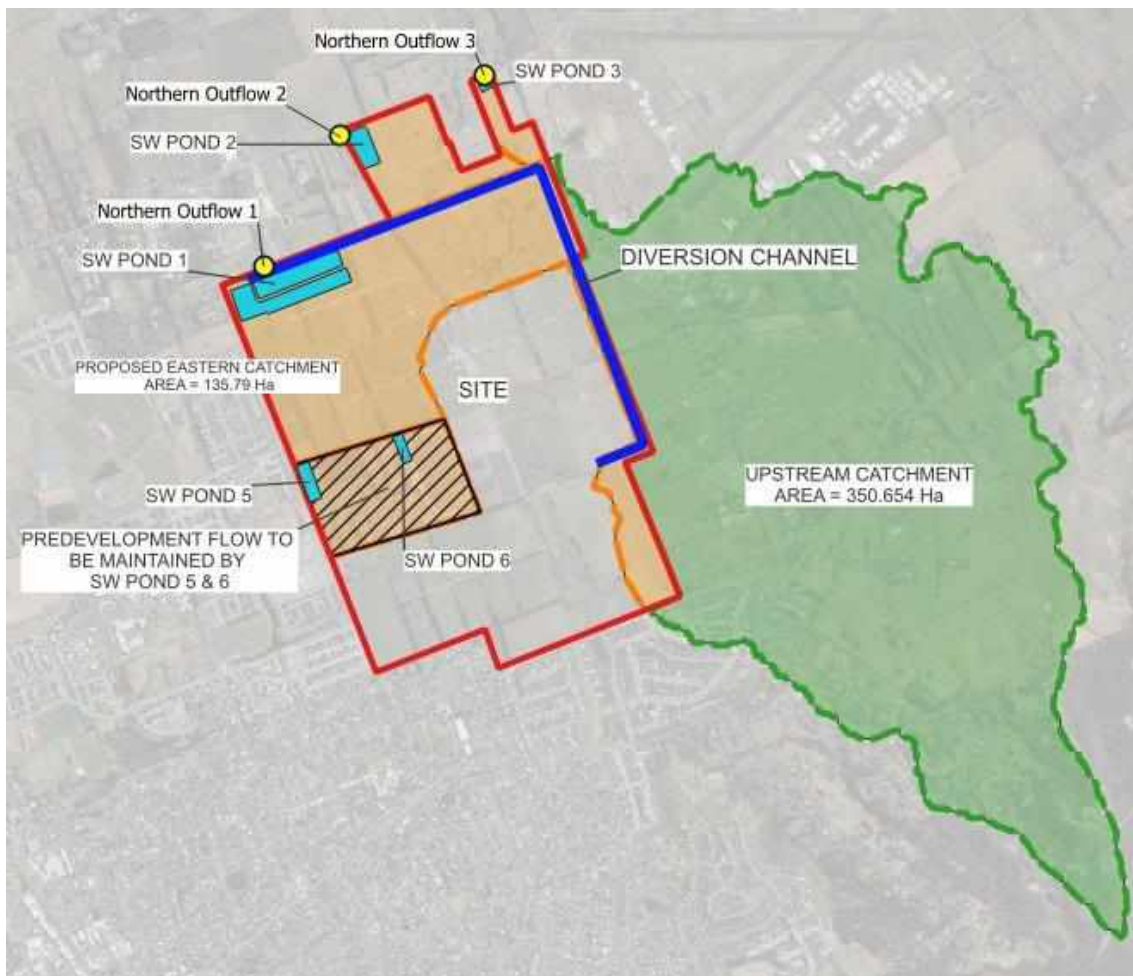 Northern Outflow 3
SW POND 3
Northern Outflow 2
SW POND 2
Northern Outflow 1
SW POND 1
DIVERSION CHANNEL
PROPOSED EASTERN CATCHMENT
AREA = 135.79 Ha
SITE
UPSTREAM CATCHMENT
AREA = 350.654 Ha
SW POND 5
PREDEVELOPMENT FLOW TO
BE MAINTAINED BY
SW POND 5 & 6
SW POND 6